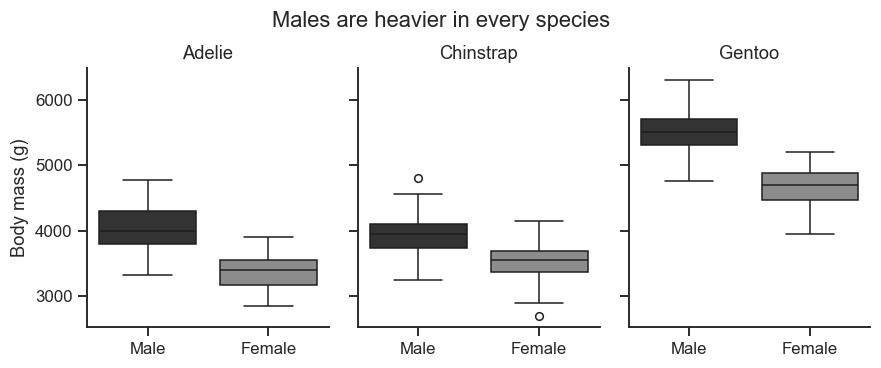 Males are heavier in every species
Adelie Chinstrap Gentoo
Body mass (g)
6000
5000
4000
3000
Male Female Male Female Male Female